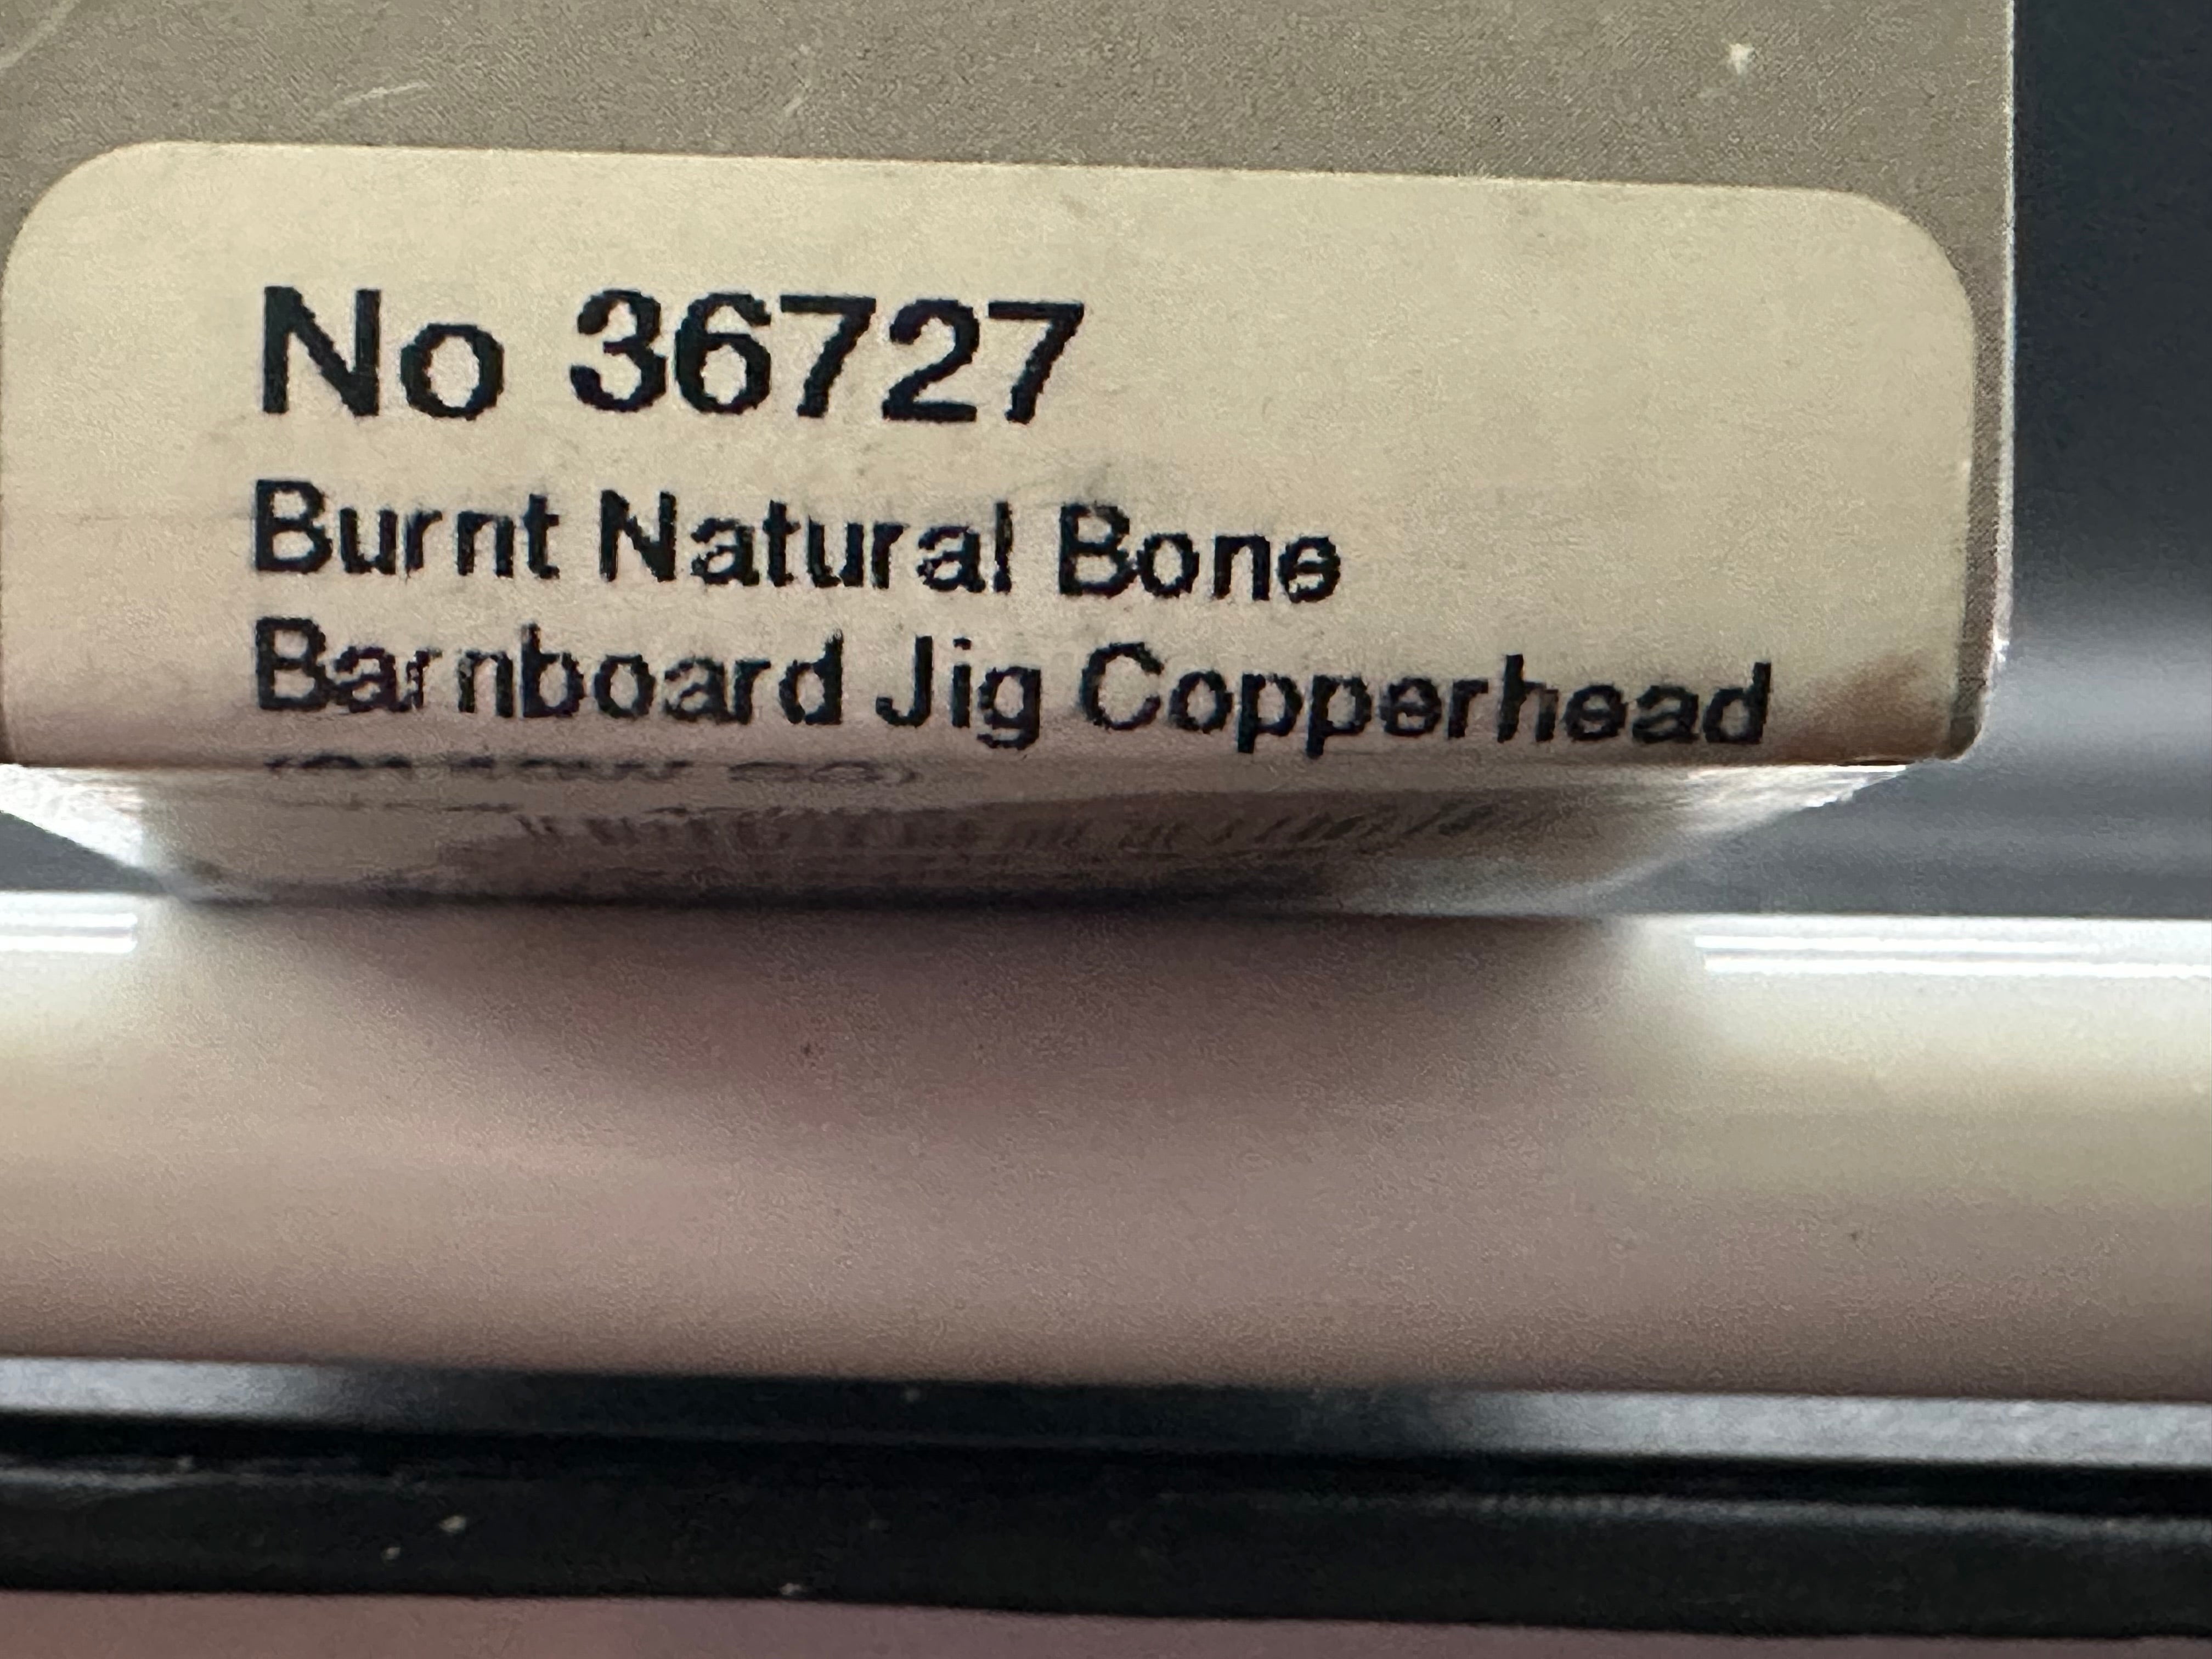 No 36727
Burnt Natural Bone
Barnboard Jig Copperhead